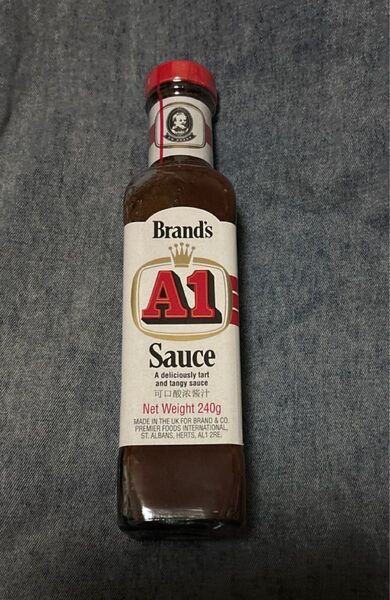 Brand's
A1
Sauce
A deliciously tart
and tangy sauce
可口酸浓酱汁
Net Weight 240g
MADE IN THE UK FOR BRAND & CO.
PREMIER FOODS INTERNATIONAL,
ST. ALBANS, HERTS, AL1 2RE.